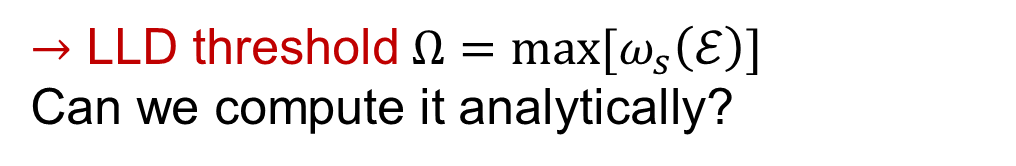 → LLD threshold Ω = max[ω_s(ℰ)]
Can we compute it analytically?